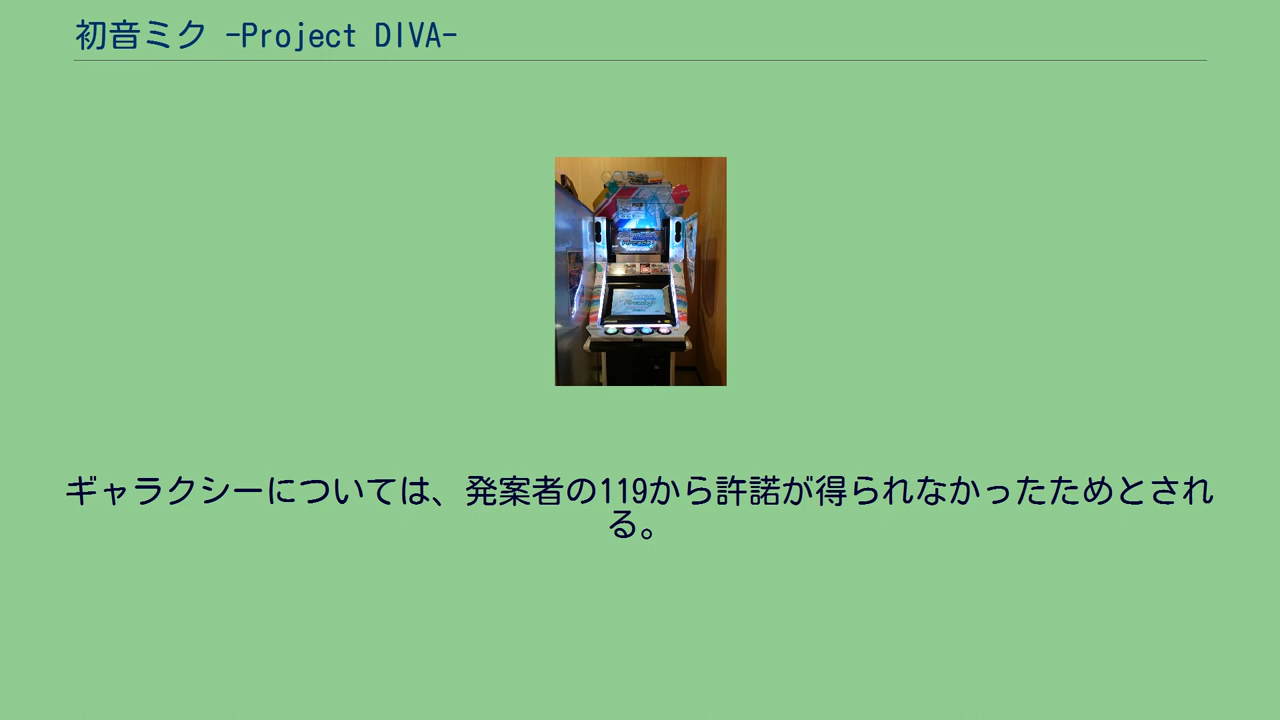 初音ミク -Project DIVA-
ギャラクシーについては、発案者の119から許諾が得られなかったためとされ
る。